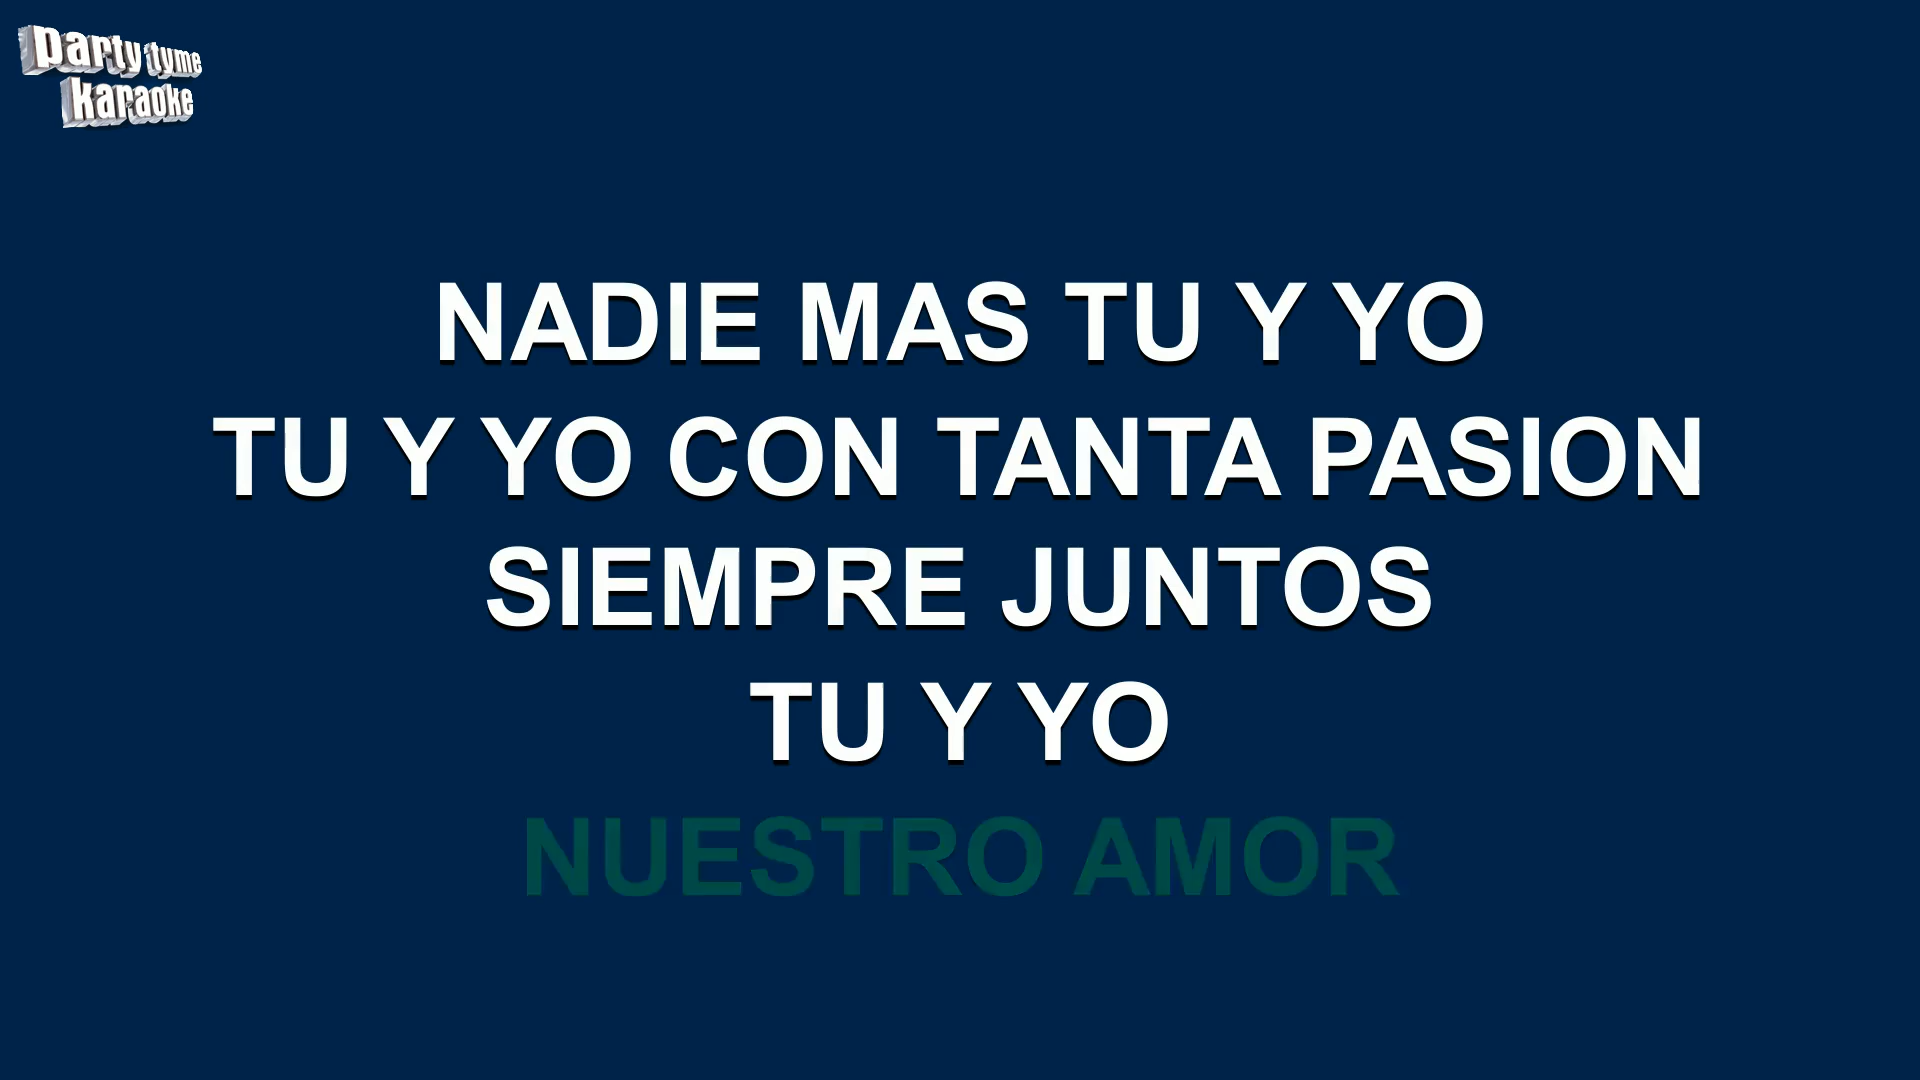 party tyme
karaoke
NADIE MAS TU Y YO
TU Y YO CON TANTA PASION
SIEMPRE JUNTOS
TU Y YO
NUESTRO AMOR